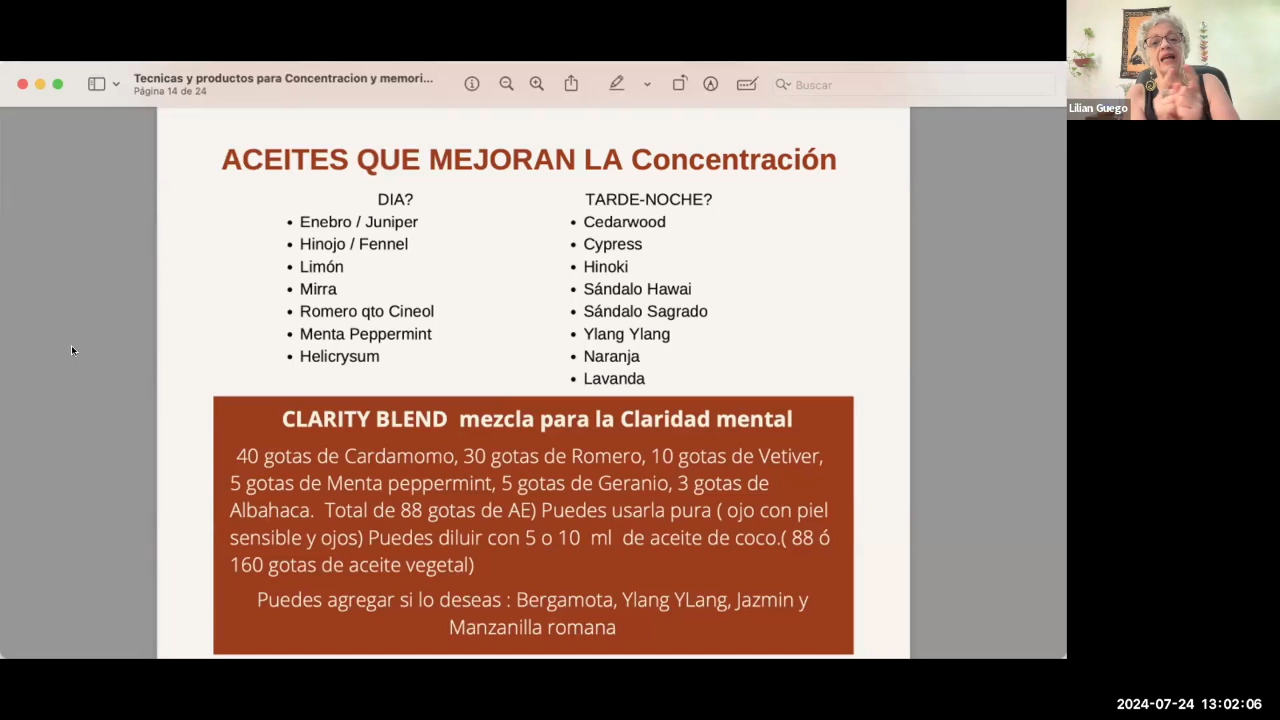 Tecnicas y productos para Concentracion y memori...
Página 14 de 24
Buscar
Lilian Guego
ACEITES QUE MEJORAN LA Concentración
DIA?
• Enebro / Juniper
• Hinojo / Fennel
• Limón
• Mirra
• Romero qto Cineol
• Menta Peppermint
• Helicrysum
TARDE-NOCHE?
• Cedarwood
• Cypress
• Hinoki
• Sándalo Hawai
• Sándalo Sagrado
• Ylang Ylang
• Naranja
• Lavanda
CLARITY BLEND mezcla para la Claridad mental
40 gotas de Cardamomo, 30 gotas de Romero, 10 gotas de Vetiver,
5 gotas de Menta peppermint, 5 gotas de Geranio, 3 gotas de
Albahaca. Total de 88 gotas de AE) Puedes usarla pura ( ojo con piel
sensible y ojos) Puedes diluir con 5 o 10 ml de aceite de coco.( 88 ó
160 gotas de aceite vegetal)
Puedes agregar si lo deseas : Bergamota, Ylang YLang, Jazmin y
Manzanilla romana
2024-07-24 13:02:06